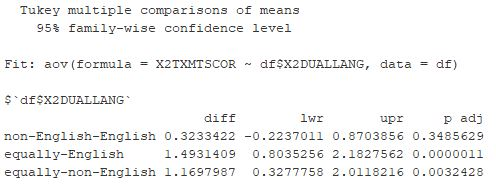 Tukey multiple comparisons of means
95% family-wise confidence level
Fit: aov(formula = X2TXMTSCOR ~ df$X2DUALLANG, data = df)
$`df$X2DUALLANG`
diff lwr upr p adj
non-English-English 0.3233422 -0.2237011 0.8703856 0.3485629
equally-English 1.4931409 0.8035256 2.1827562 0.0000011
equally-non-English 1.1697987 0.3277758 2.0118216 0.0032428